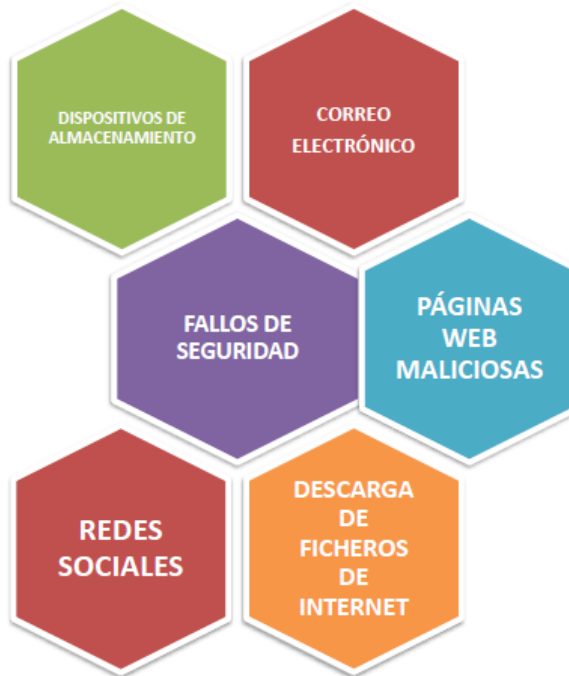 DISPOSITIVOS DE
ALMACENAMIENTO
CORREO
ELECTRÓNICO
FALLOS DE
SEGURIDAD
PÁGINAS
WEB
MALICIOSAS
REDES
SOCIALES
DESCARGA
DE
FICHEROS
DE
INTERNET